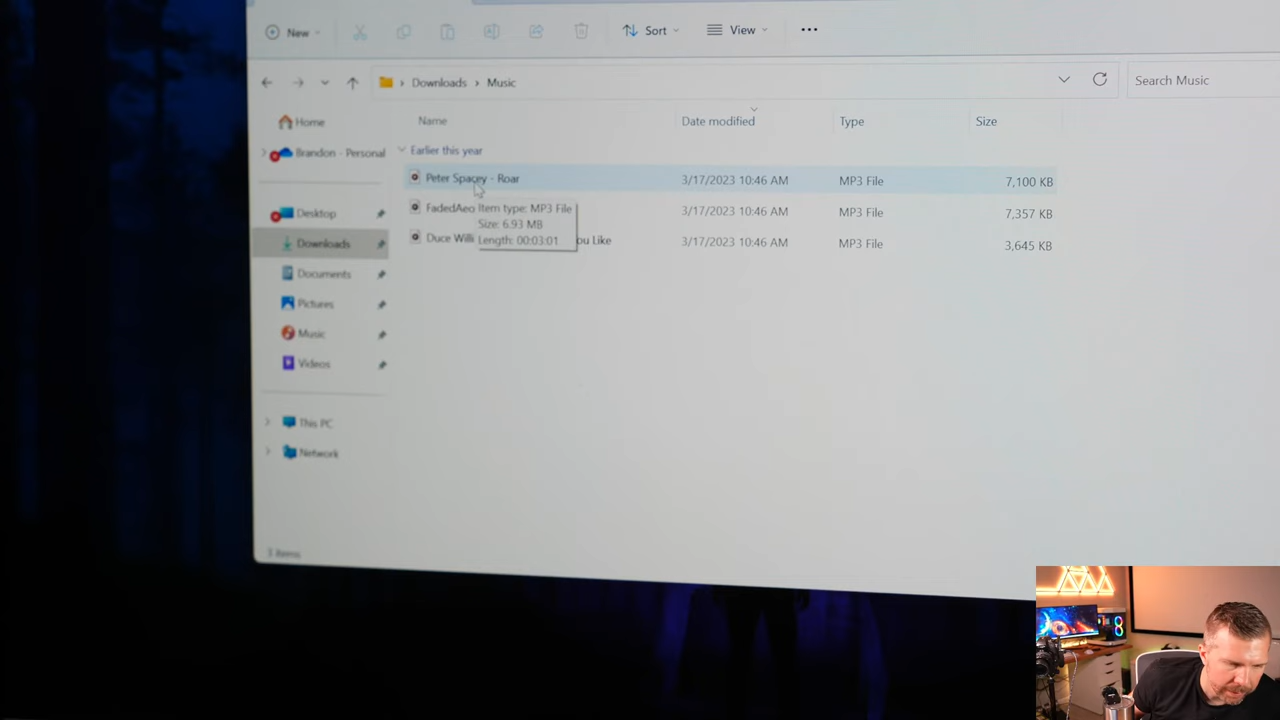 New
Sort
View
Downloads > Music
Search Music
Name
Date modified
Type
Size
Home
Brandon - Personal
Desktop
Downloads
Documents
Pictures
Music
Videos
This PC
Network
Earlier this year
Peter Spacey - Roar 3/17/2023 10:46 AM MP3 File 7,100 KB
FadedAeo 3/17/2023 10:46 AM MP3 File 7,357 KB
Duce Willi ou Like 3/17/2023 10:46 AM MP3 File 3,645 KB
Item type: MP3 File
Size: 6.93 MB
Length: 00:03:01
3 items